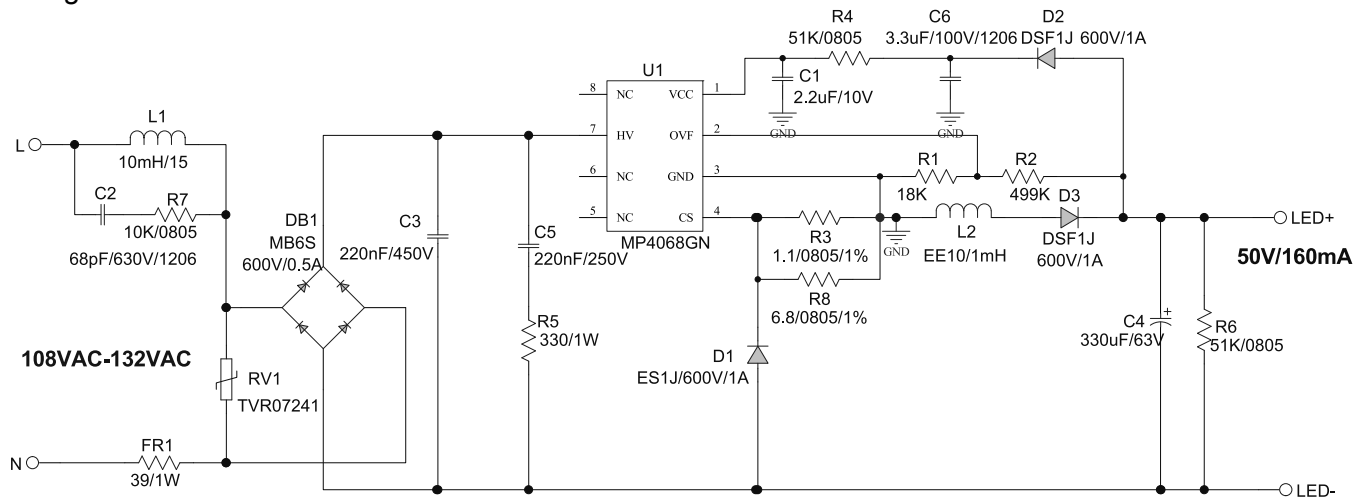 R4
51K/0805
C6
3.3uF/100V/1206
D2
DSF1J 600V/1A
U1
8 NC VCC 1
7 HV OVF 2
6 NC GND 3
5 NC CS 4
MP4068GN
C1
2.2uF/10V
GND
GND
L
L1
10mH/15
C2
R7
10K/0805
68pF/630V/1206
DB1
MB6S
600V/0.5A
C3
220nF/450V
C5
220nF/250V
R5
330/1W
R1
18K
R2
499K
R3
1.1/0805/1%
GND
L2
EE10/1mH
D3
DSF1J
600V/1A
R8
6.8/0805/1%
LED+
50V/160mA
C4
+
330uF/63V
R6
51K/0805
D1
ES1J/600V/1A
108VAC-132VAC
RV1
TVR07241
N
FR1
39/1W
LED-